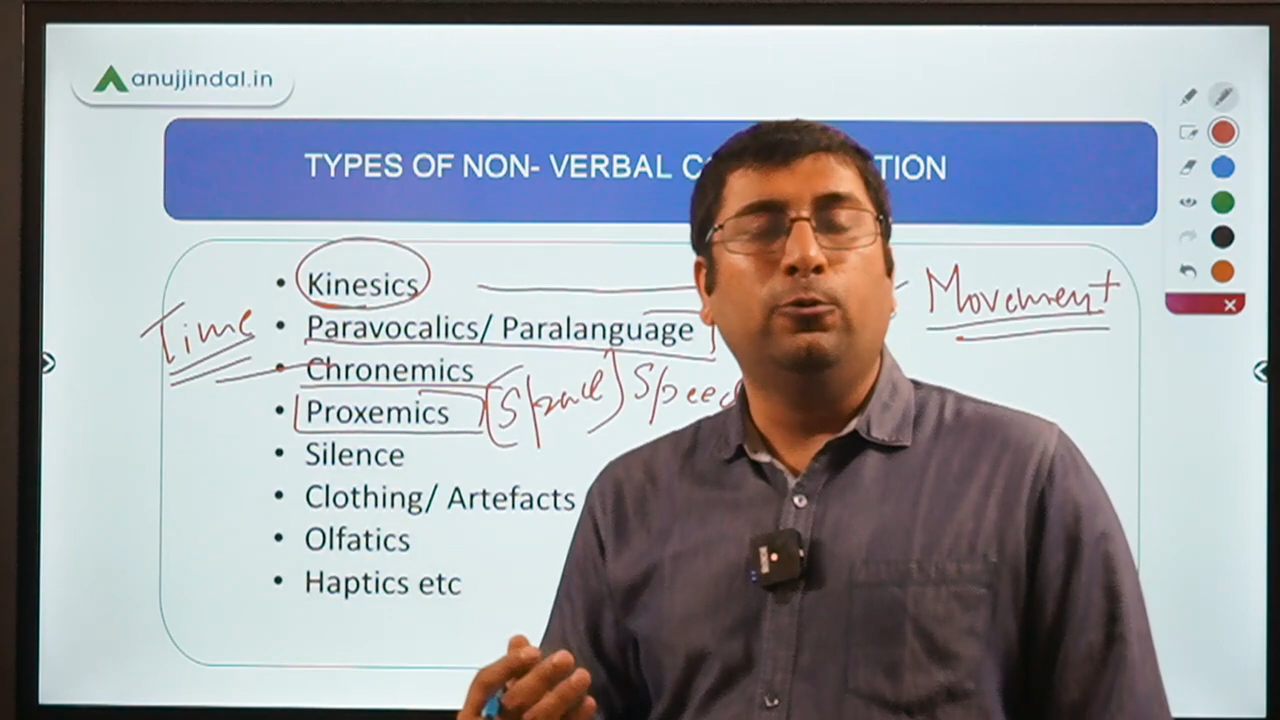 anujjindal.in
TYPES OF NON- VERBAL C TION
Kinesics
Movement
Time
Paravocalics/ Paralanguage
Chronemics
Proxemics
(Space) Speed
Silence
Clothing/ Artefacts
Olfatics
Haptics etc